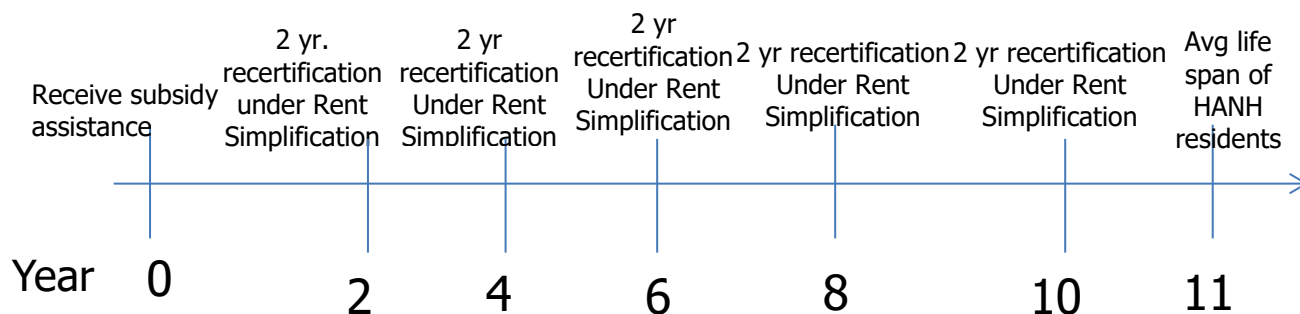 Receive subsidy
assistance
2 yr.
recertification
under Rent
Simplification
2 yr
recertification
Under Rent
Simplification
2 yr
recertification
Under Rent
Simplification
2 yr recertification
Under Rent
Simplification
2 yr recertification
Under Rent
Simplification
Avg life
span of
HANH
residents
Year 0 2 4 6 8 10 11